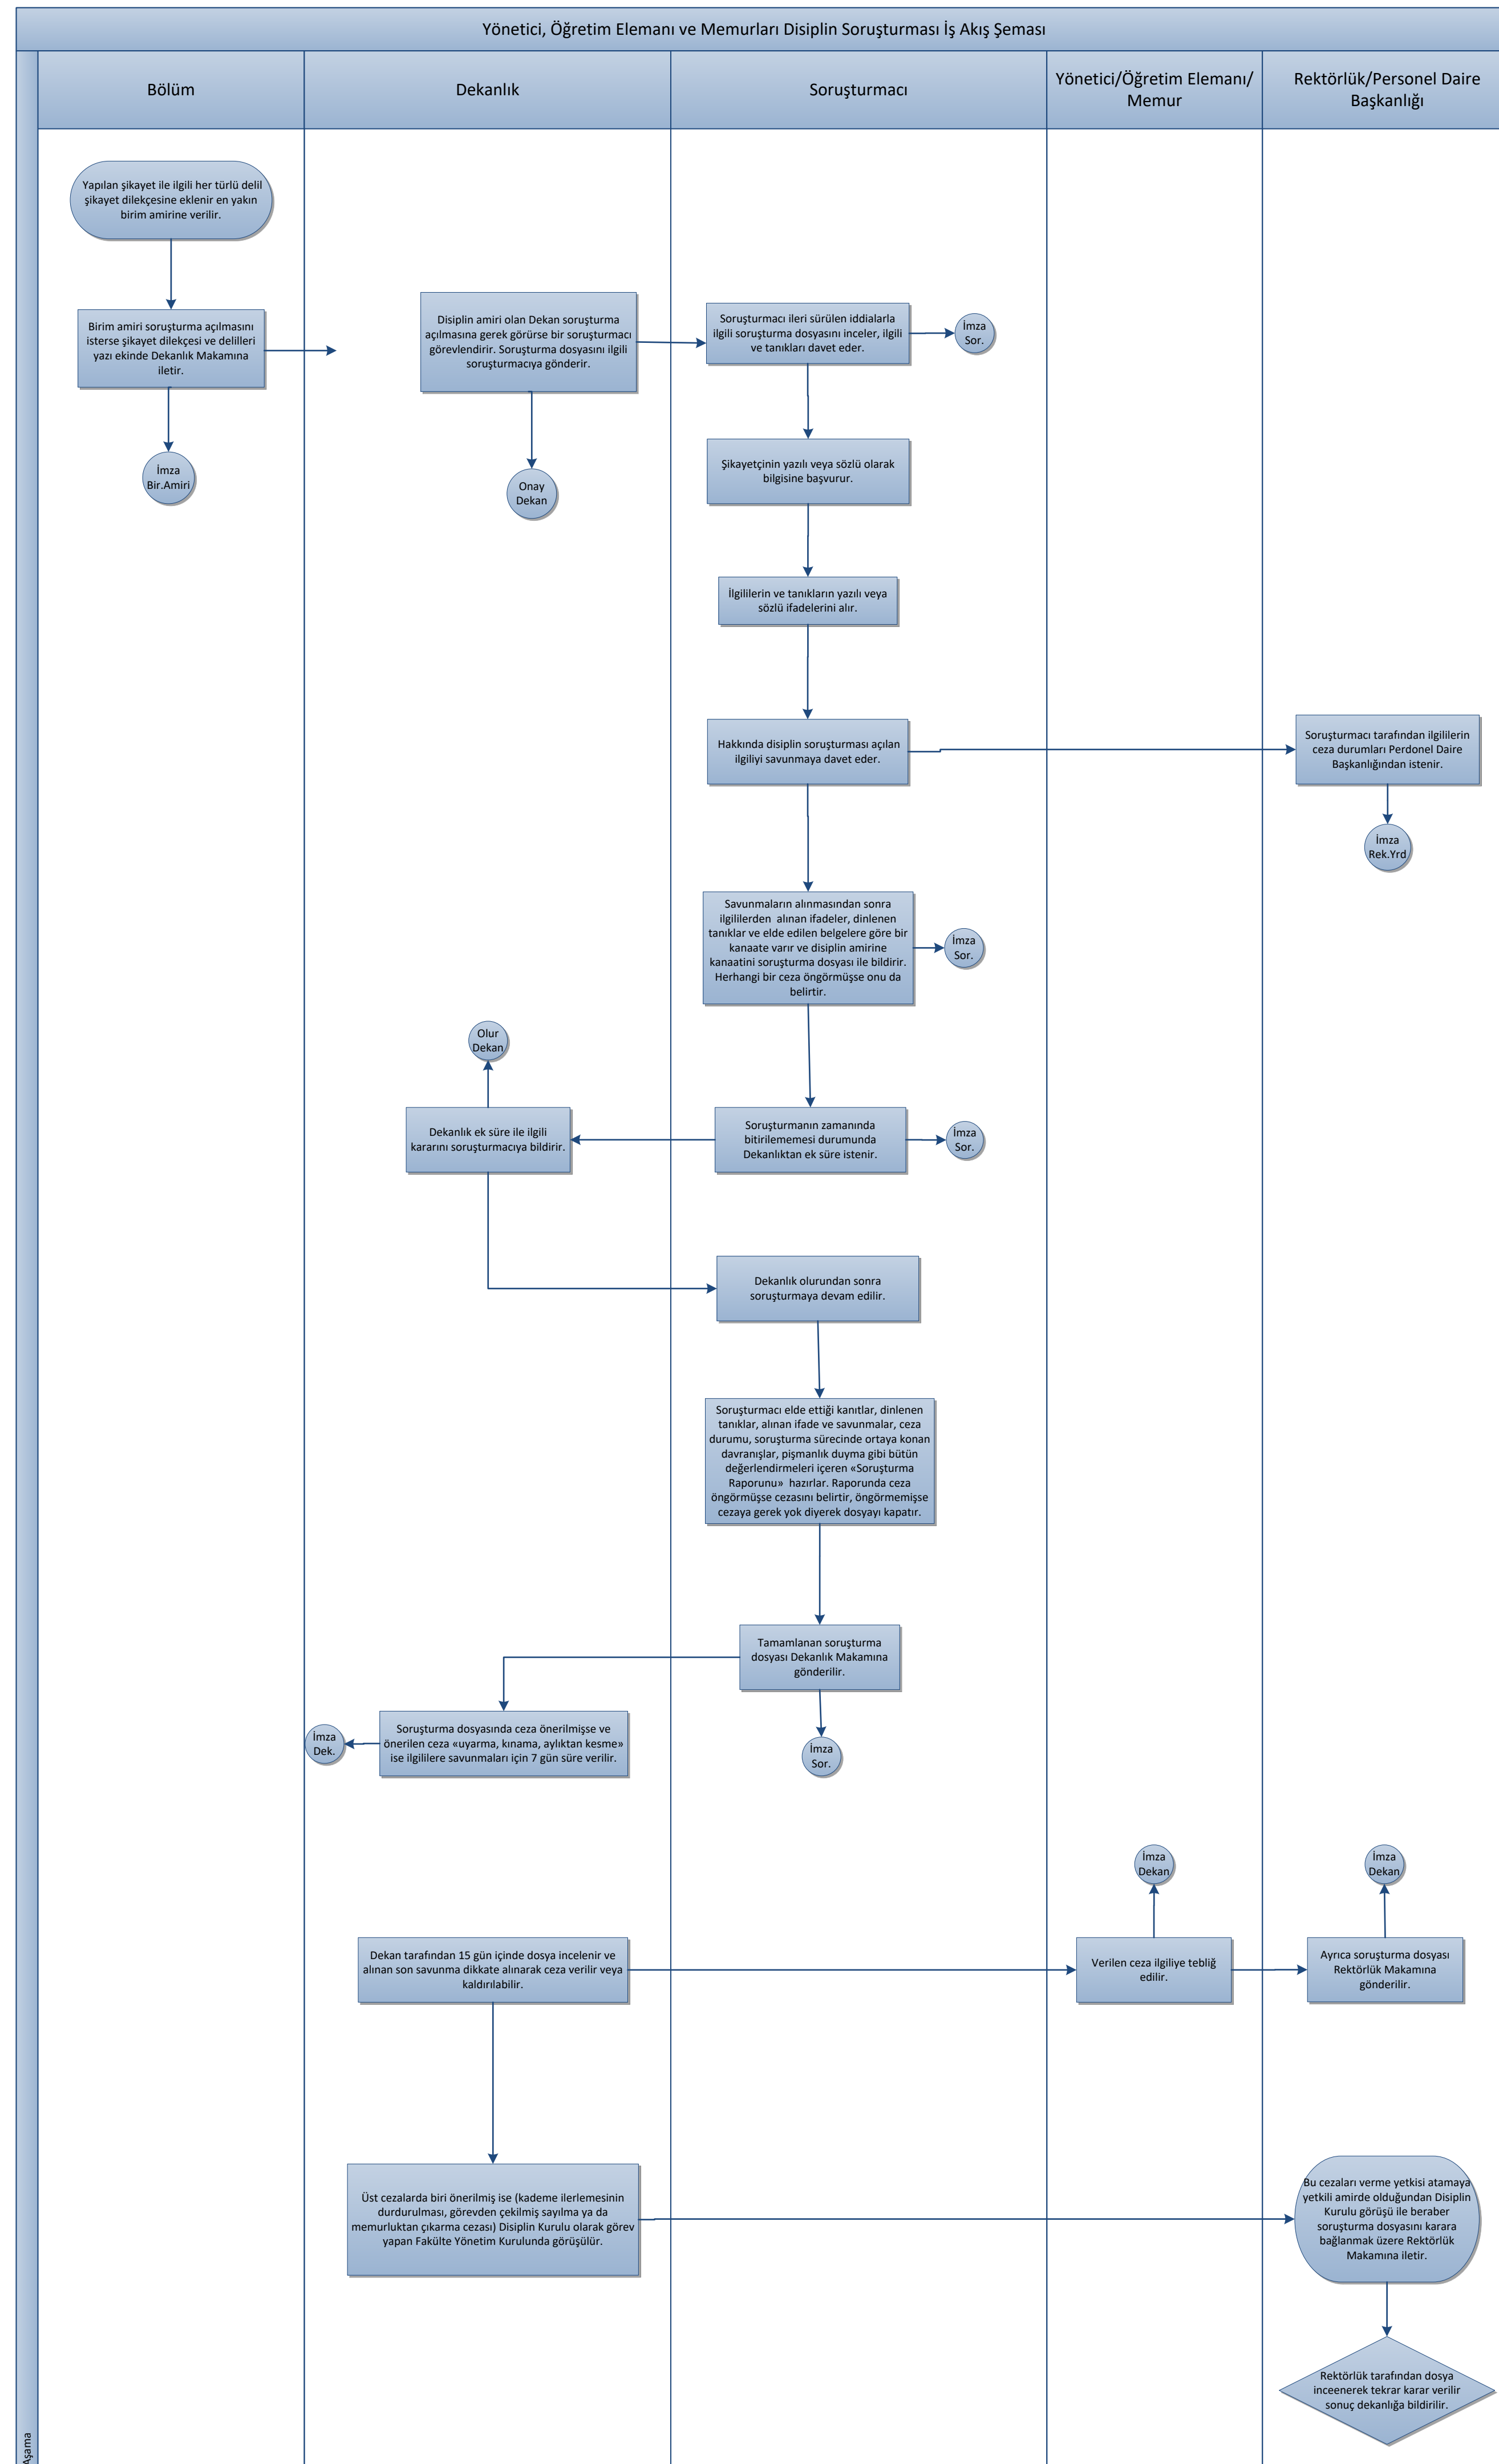 Yönetici, Öğretim Elemanı ve Memurları Disiplin Soruşturması İş Akış Şeması
Bölüm
Dekanlık
Soruşturmacı
Yönetici/Öğretim Elemanı/
Memur
Rektörlük/Personel Daire
Başkanlığı
Yapılan şikayet ile ilgili her türlü delil
şikayet dilekçesine eklenir en yakın
birim amirine verilir.
Birim amiri soruşturma açılmasını
isterse şikayet dilekçesi ve delilleri
yazı ekinde Dekanlık Makamına
iletir.
İmza
Bir.Amiri
Disiplin amiri olan Dekan soruşturma
açılmasına gerek görürse bir soruşturmacı
görevlendirir. Soruşturma dosyasını ilgili
soruşturmacıya gönderir.
Onay
Dekan
Soruşturmacı ileri sürülen iddialarla
ilgili soruşturma dosyasını inceler, ilgili
ve tanıkları davet eder.
İmza
Sor.
Şikayetçinin yazılı veya sözlü olarak
bilgisine başvurur.
İlgililerin ve tanıkların yazılı veya
sözlü ifadelerini alır.
Hakkında disiplin soruşturması açılan
ilgiliyi savunmaya davet eder.
Soruşturmacı tarafından ilgililerin
ceza durumları Perdonel Daire
Başkanlığından istenir.
İmza
Rek.Yrd
Savunmaların alınmasından sonra
ilgililerden  alınan ifadeler, dinlenen
tanıklar ve elde edilen belgelere göre bir
kanaate varır ve disiplin amirine
kanaatini soruşturma dosyası ile bildirir.
Herhangi bir ceza öngörmüşse onu da
belirtir.
İmza
Sor.
Olur
Dekan
Dekanlık ek süre ile ilgili
kararını soruşturmacıya bildirir.
Soruşturmanın zamanında
bitirilememesi durumunda
Dekanlıktan ek süre istenir.
İmza
Sor.
Dekanlık olurundan sonra
soruşturmaya devam edilir.
Soruşturmacı elde ettiği kanıtlar, dinlenen
tanıklar, alınan ifade ve savunmalar, ceza
durumu, soruşturma sürecinde ortaya konan
davranışlar, pişmanlık duyma gibi bütün
değerlendirmeleri içeren «Soruşturma
Raporunu»  hazırlar. Raporunda ceza
öngörmüşse cezasını belirtir, öngörmemişse
cezaya gerek yok diyerek dosyayı kapatır.
Tamamlanan soruşturma
dosyası Dekanlık Makamına
gönderilir.
İmza
Sor.
Soruşturma dosyasında ceza önerilmişse ve
önerilen ceza «uyarma, kınama, aylıktan kesme»
ise ilgililere savunmaları için 7 gün süre verilir.
İmza
Dek.
İmza
Dekan
İmza
Dekan
Dekan tarafından 15 gün içinde dosya incelenir ve
alınan son savunma dikkate alınarak ceza verilir veya
kaldırılabilir.
Verilen ceza ilgiliye tebliğ
edilir.
Ayrıca soruşturma dosyası
Rektörlük Makamına
gönderilir.
Üst cezalarda biri önerilmiş ise (kademe ilerlemesinin
durdurulması, görevden çekilmiş sayılma ya da
memurluktan çıkarma cezası) Disiplin Kurulu olarak görev
yapan Fakülte Yönetim Kurulunda görüşülür.
Bu cezaları verme yetkisi atamaya
yetkili amirde olduğundan Disiplin
Kurulu görüşü ile beraber
soruşturma dosyasını karara
bağlanmak üzere Rektörlük
Makamına iletir.
Rektörlük tarafından dosya
inceenerek tekrar karar verilir
sonuç dekanlığa bildirilir.
Aşama